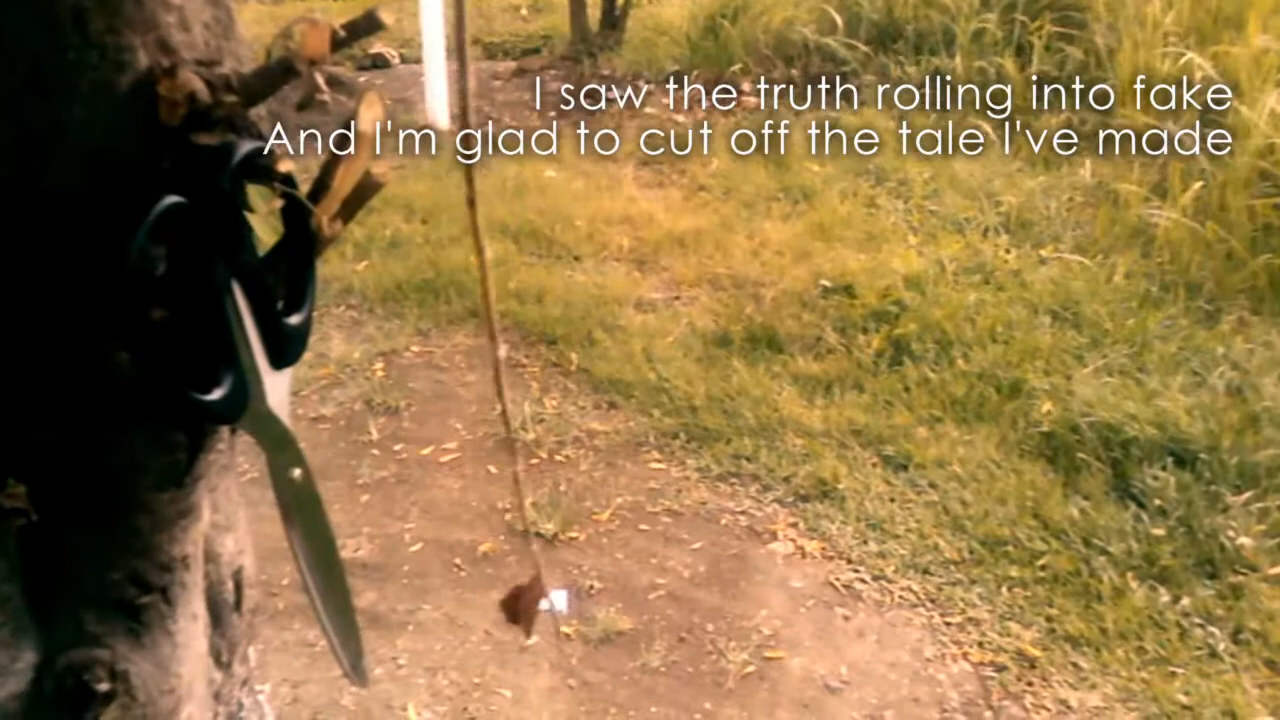 I saw the truth rolling into fake
And I'm glad to cut off the tale I've made